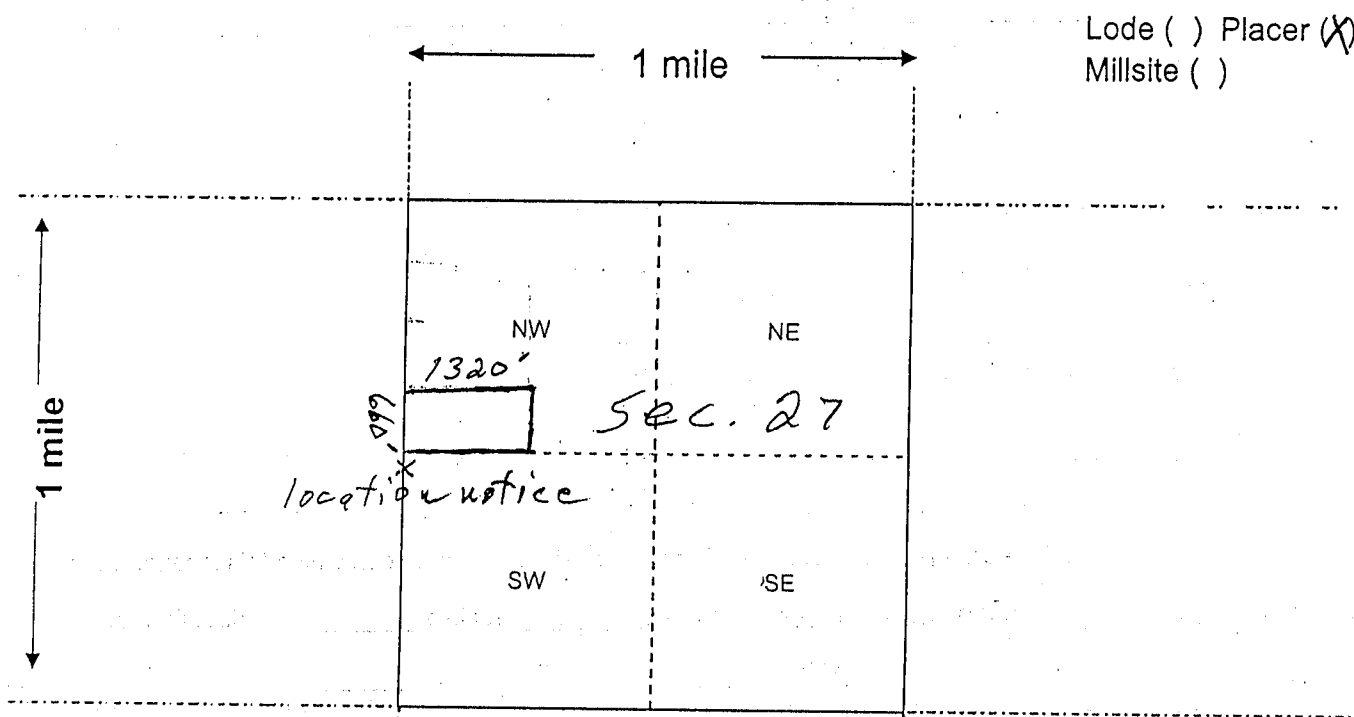 Lode ( ) Placer (X)
1 mile
Millsite ( )
NW
NE
1320'
660'
Sec. 27
1 mile
location notice
SW
SE